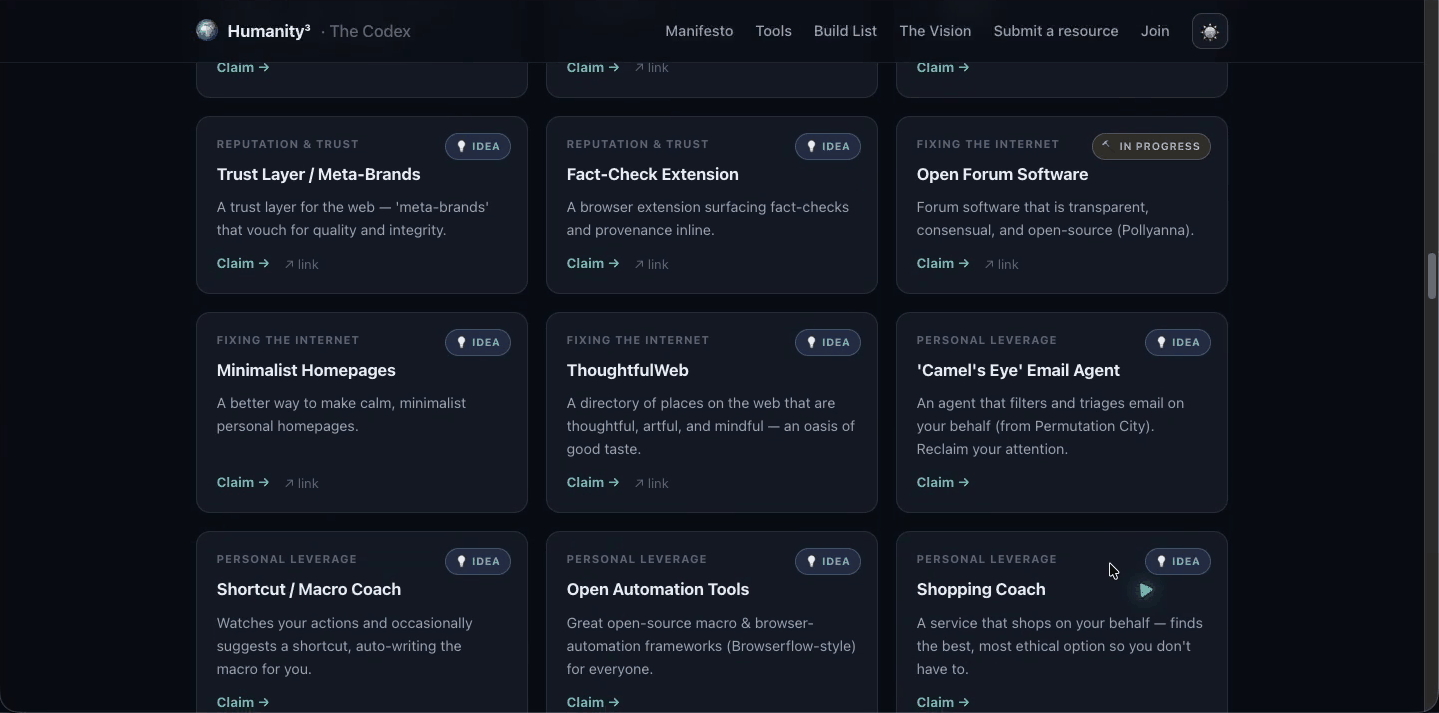 Humanity³ · The Codex
Manifesto
Tools
Build List
The Vision
Submit a resource
Join
Claim →
Claim → ↗ link
Claim →
REPUTATION & TRUST
IDEA
Trust Layer / Meta-Brands
A trust layer for the web — 'meta-brands'
that vouch for quality and integrity.
Claim → ↗ link
REPUTATION & TRUST
IDEA
Fact-Check Extension
A browser extension surfacing fact-checks
and provenance inline.
Claim → ↗ link
FIXING THE INTERNET
IN PROGRESS
Open Forum Software
Forum software that is transparent,
consensual, and open-source (Pollyanna).
Claim → ↗ link
FIXING THE INTERNET
IDEA
Minimalist Homepages
A better way to make calm, minimalist
personal homepages.
Claim → ↗ link
FIXING THE INTERNET
IDEA
ThoughtfulWeb
A directory of places on the web that are
thoughtful, artful, and mindful — an oasis of
good taste.
Claim → ↗ link
PERSONAL LEVERAGE
IDEA
'Camel's Eye' Email Agent
An agent that filters and triages email on
your behalf (from Permutation City).
Reclaim your attention.
Claim →
PERSONAL LEVERAGE
IDEA
Shortcut / Macro Coach
Watches your actions and occasionally
suggests a shortcut, auto-writing the
macro for you.
Claim →
PERSONAL LEVERAGE
IDEA
Open Automation Tools
Great open-source macro & browser-
automation frameworks (Browserflow-style)
for everyone.
Claim →
PERSONAL LEVERAGE
IDEA
Shopping Coach
A service that shops on your behalf — finds
the best, most ethical option so you don't
have to.
Claim →